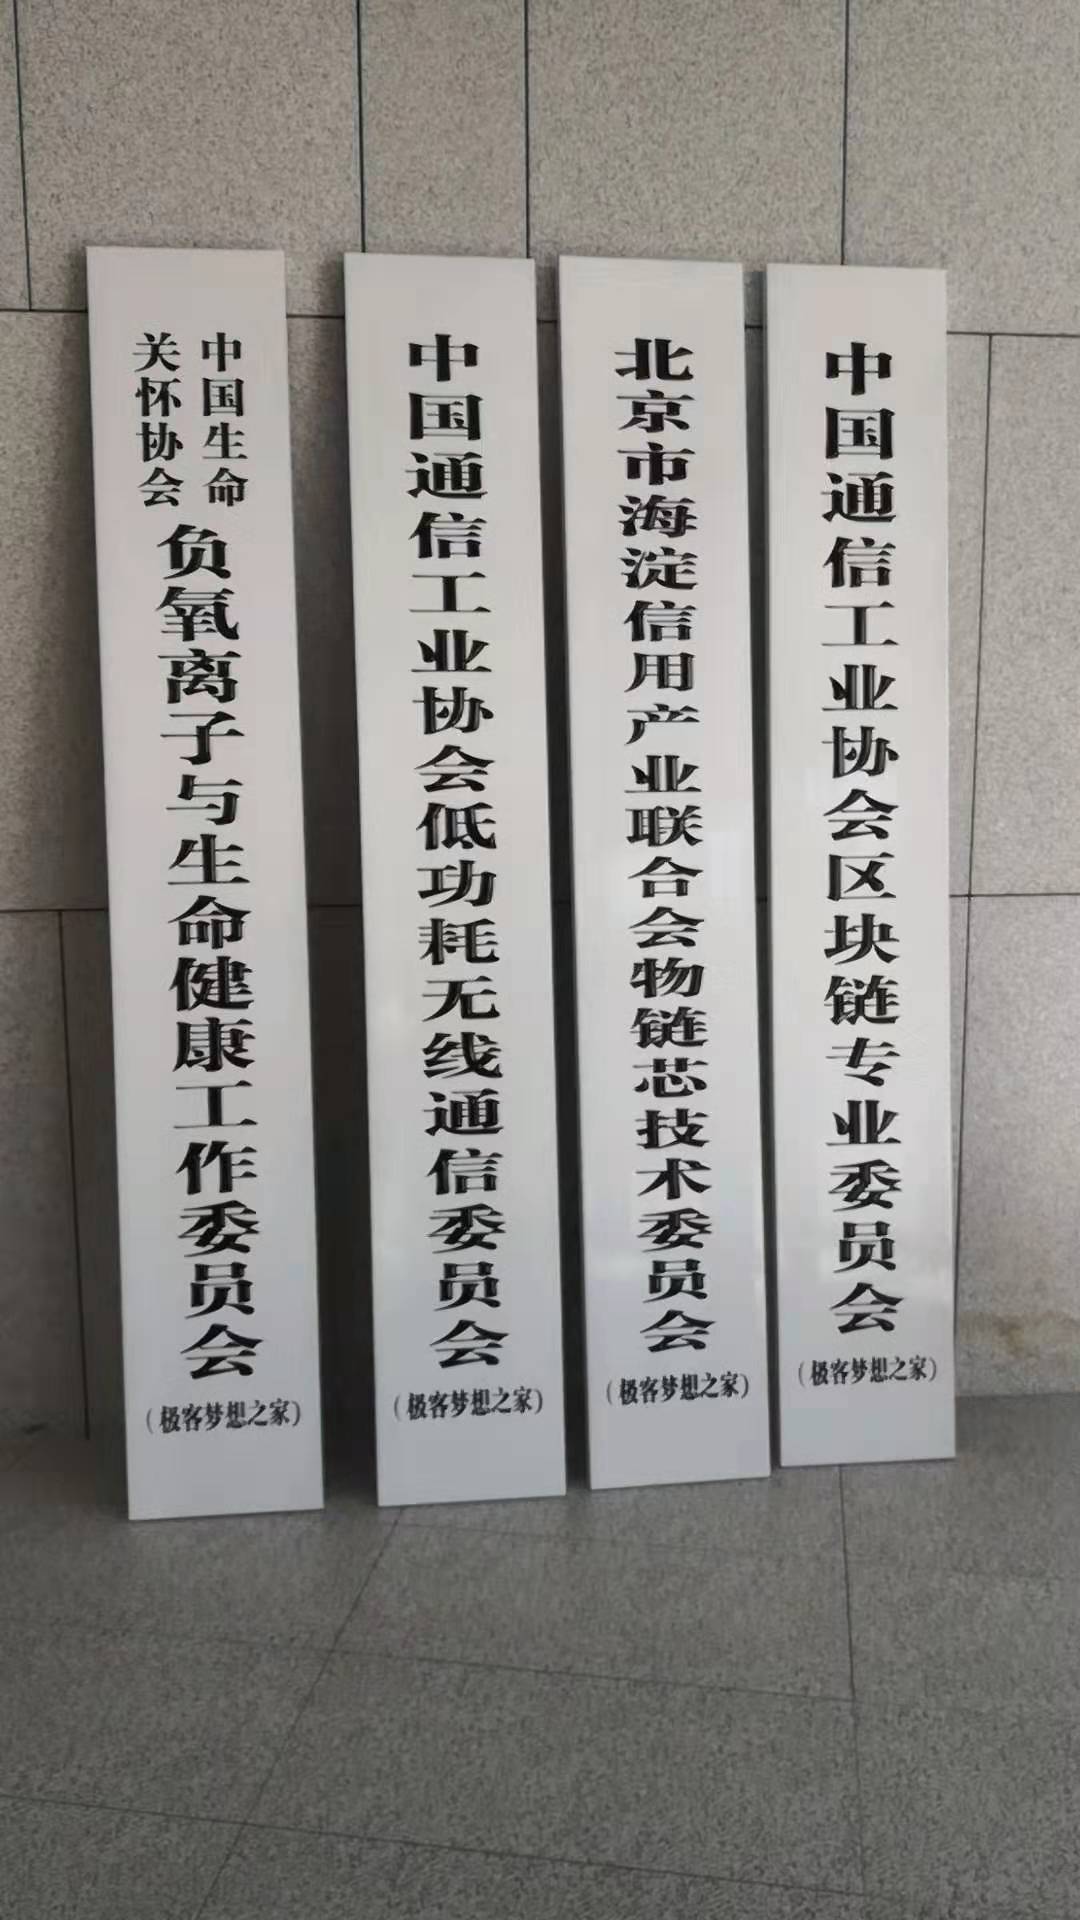 中国生命
关怀协会
负氧离子与生命健康工作委员会
(极客梦想之家)
中国通信工业协会低功耗无线通信委员会
(极客梦想之家)
北京市海淀信用产业联合会物链芯技术委员会
(极客梦想之家)
中国通信工业协会区块链专业委员会
(极客梦想之家)